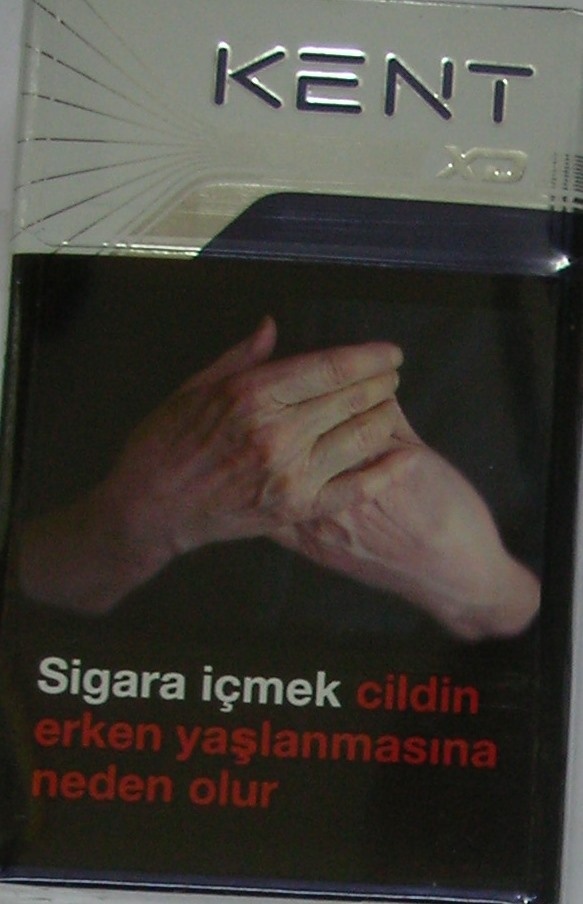 KENT
XD
Sigara içmek cildin
erken yaşlanmasına
neden olur